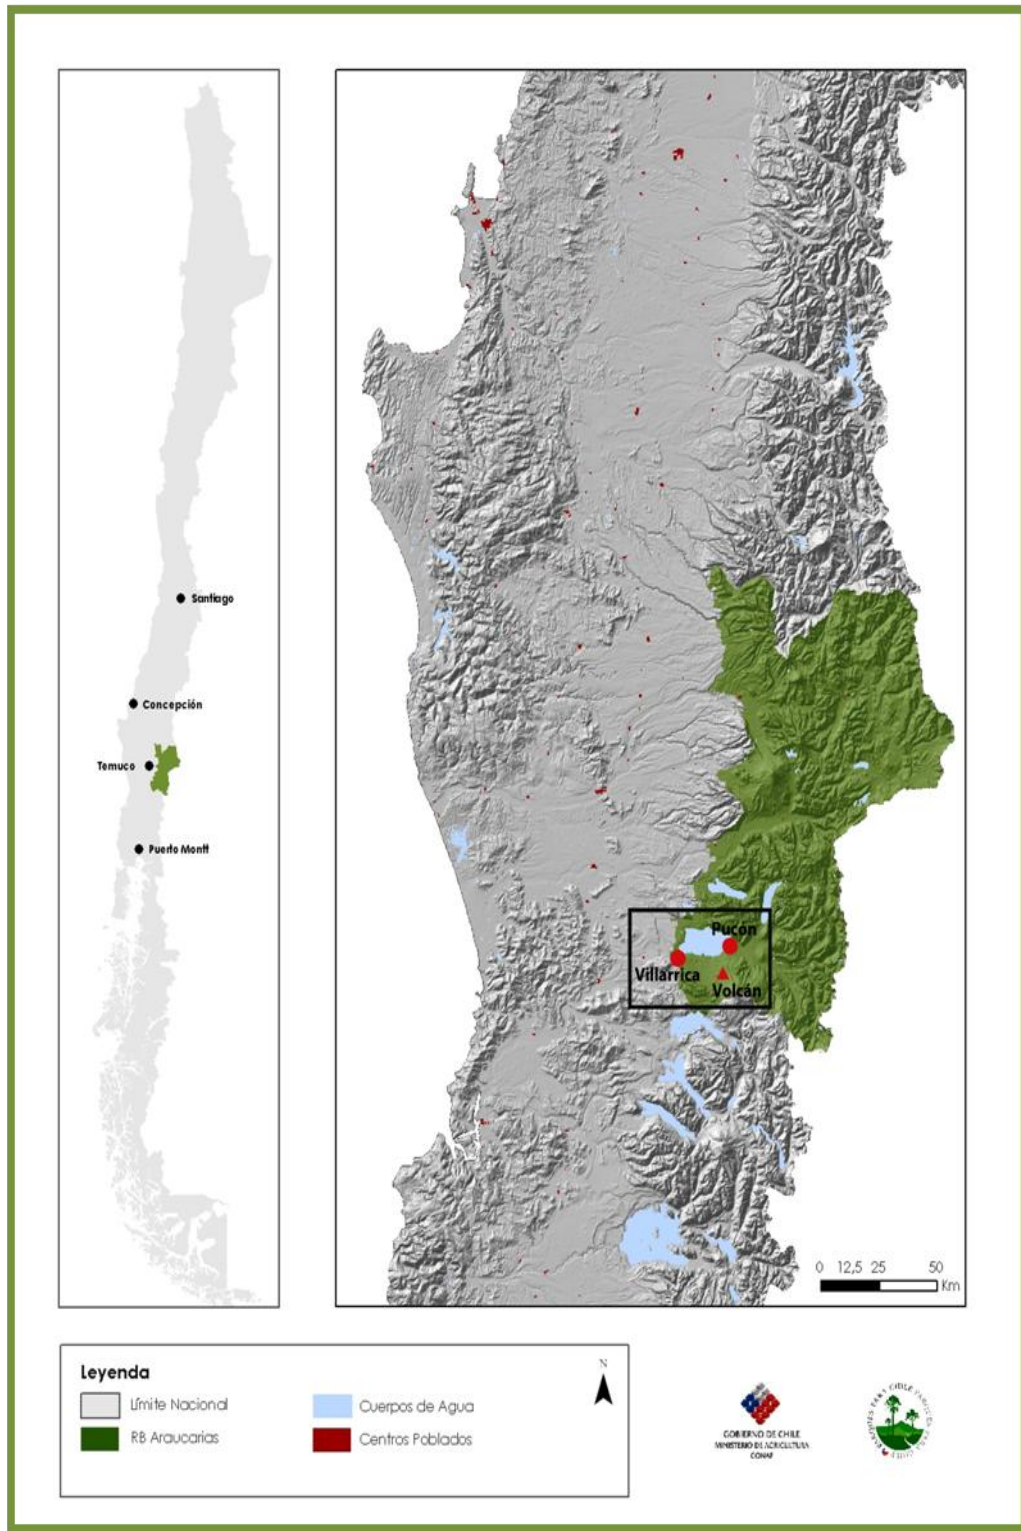 Santiago
Concepción
Temuco
Puerto Montt
Pucón
Villarrica
Volcán
0 12,5 25 50
Km
Leyenda
Límite Nacional
RB Araucarias
Cuerpos de Agua
Centros Poblados
N
GOBIERNO DE CHILE
MINISTERIO DE AGRICULTURA
CONAF